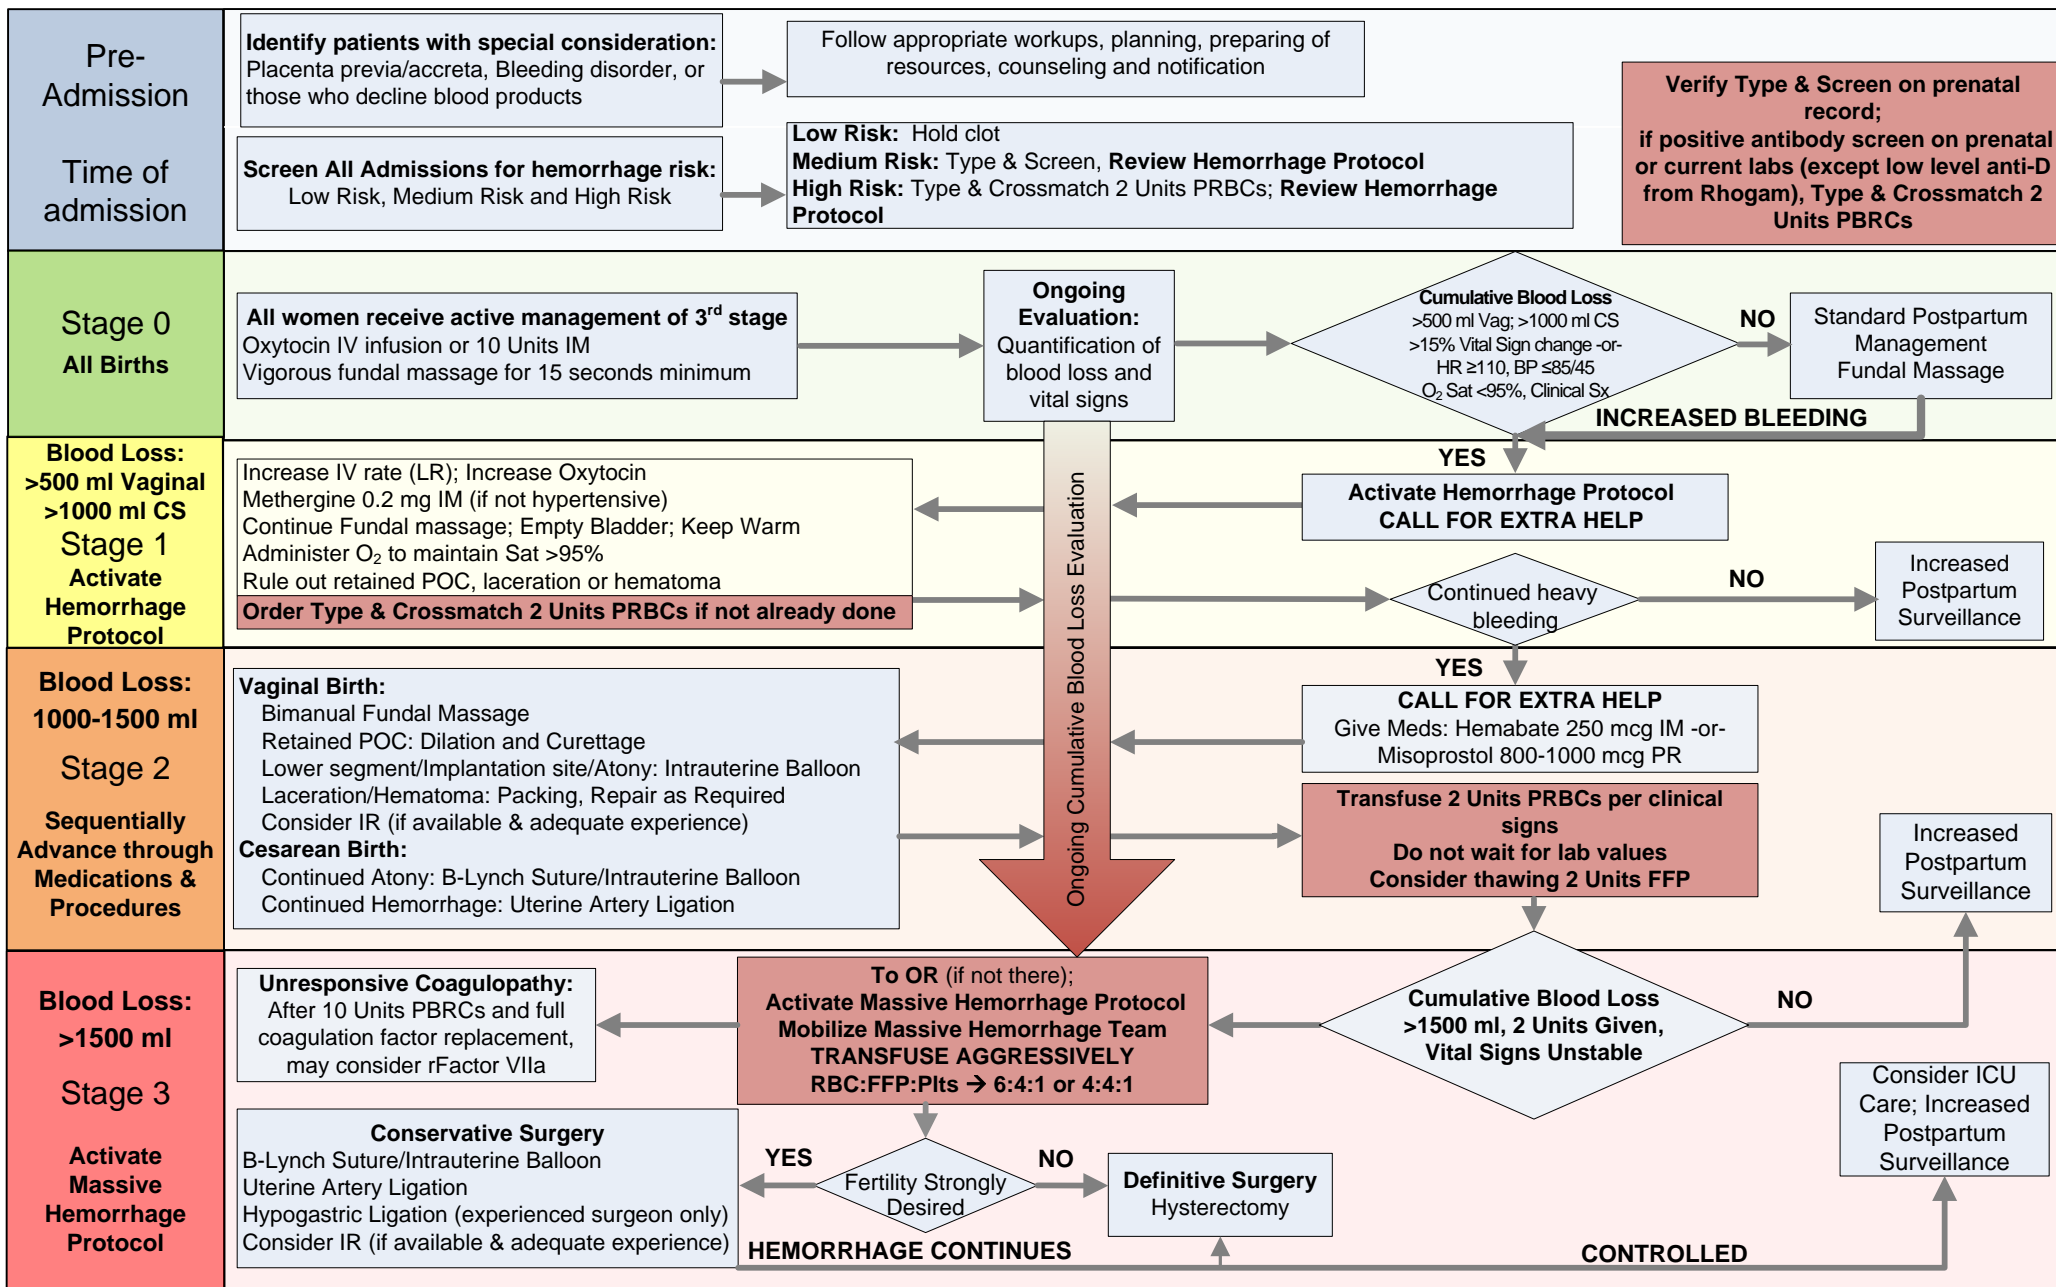 Pre-
Admission
Time of
admission
Identify patients with special consideration:
Placenta previa/accreta, Bleeding disorder, or
those who decline blood products
Follow appropriate workups, planning, preparing of
resources, counseling and notification
Screen All Admissions for hemorrhage risk:
Low Risk, Medium Risk and High Risk
Low Risk: Hold clot
Medium Risk: Type & Screen, Review Hemorrhage Protocol
High Risk: Type & Crossmatch 2 Units PRBCs; Review Hemorrhage
Protocol
Verify Type & Screen on prenatal
record;
if positive antibody screen on prenatal
or current labs (except low level anti-D
from Rhogam), Type & Crossmatch 2
Units PBRCs
Stage 0
All Births
All women receive active management of 3rd stage
Oxytocin IV infusion or 10 Units IM
Vigorous fundal massage for 15 seconds minimum
Ongoing
Evaluation:
Quantification of
blood loss and
vital signs
Cumulative Blood Loss
>500 ml Vag; >1000 ml CS
>15% Vital Sign change -or-
HR ≥110, BP ≤85/45
O2 Sat <95%, Clinical Sx
NO
Standard Postpartum
Management
Fundal Massage
INCREASED BLEEDING
YES
Blood Loss:
>500 ml Vaginal
>1000 ml CS
Stage 1
Activate
Hemorrhage
Protocol
Increase IV rate (LR); Increase Oxytocin
Methergine 0.2 mg IM (if not hypertensive)
Continue Fundal massage; Empty Bladder; Keep Warm
Administer O2 to maintain Sat >95%
Rule out retained POC, laceration or hematoma
Order Type & Crossmatch 2 Units PRBCs if not already done
Ongoing Cumulative Blood Loss Evaluation
Activate Hemorrhage Protocol
CALL FOR EXTRA HELP
Continued heavy
bleeding
NO
Increased
Postpartum
Surveillance
YES
Blood Loss:
1000-1500 ml
Stage 2
Sequentially
Advance through
Medications &
Procedures
Vaginal Birth:
Bimanual Fundal Massage
Retained POC: Dilation and Curettage
Lower segment/Implantation site/Atony: Intrauterine Balloon
Laceration/Hematoma: Packing, Repair as Required
Consider IR (if available & adequate experience)
Cesarean Birth:
Continued Atony: B-Lynch Suture/Intrauterine Balloon
Continued Hemorrhage: Uterine Artery Ligation
CALL FOR EXTRA HELP
Give Meds: Hemabate 250 mcg IM -or-
Misoprostol 800-1000 mcg PR
Transfuse 2 Units PRBCs per clinical
signs
Do not wait for lab values
Consider thawing 2 Units FFP
Increased
Postpartum
Surveillance
Blood Loss:
>1500 ml
Stage 3
Activate
Massive
Hemorrhage
Protocol
Unresponsive Coagulopathy:
After 10 Units PBRCs and full
coagulation factor replacement,
may consider rFactor VIIa
To OR (if not there);
Activate Massive Hemorrhage Protocol
Mobilize Massive Hemorrhage Team
TRANSFUSE AGGRESSIVELY
RBC:FFP:Plts → 6:4:1 or 4:4:1
Cumulative Blood Loss
>1500 ml, 2 Units Given,
Vital Signs Unstable
NO
Conservative Surgery
B-Lynch Suture/Intrauterine Balloon
Uterine Artery Ligation
Hypogastric Ligation (experienced surgeon only)
Consider IR (if available & adequate experience)
YES
Fertility Strongly
Desired
NO
Definitive Surgery
Hysterectomy
Consider ICU
Care; Increased
Postpartum
Surveillance
HEMORRHAGE CONTINUES
CONTROLLED